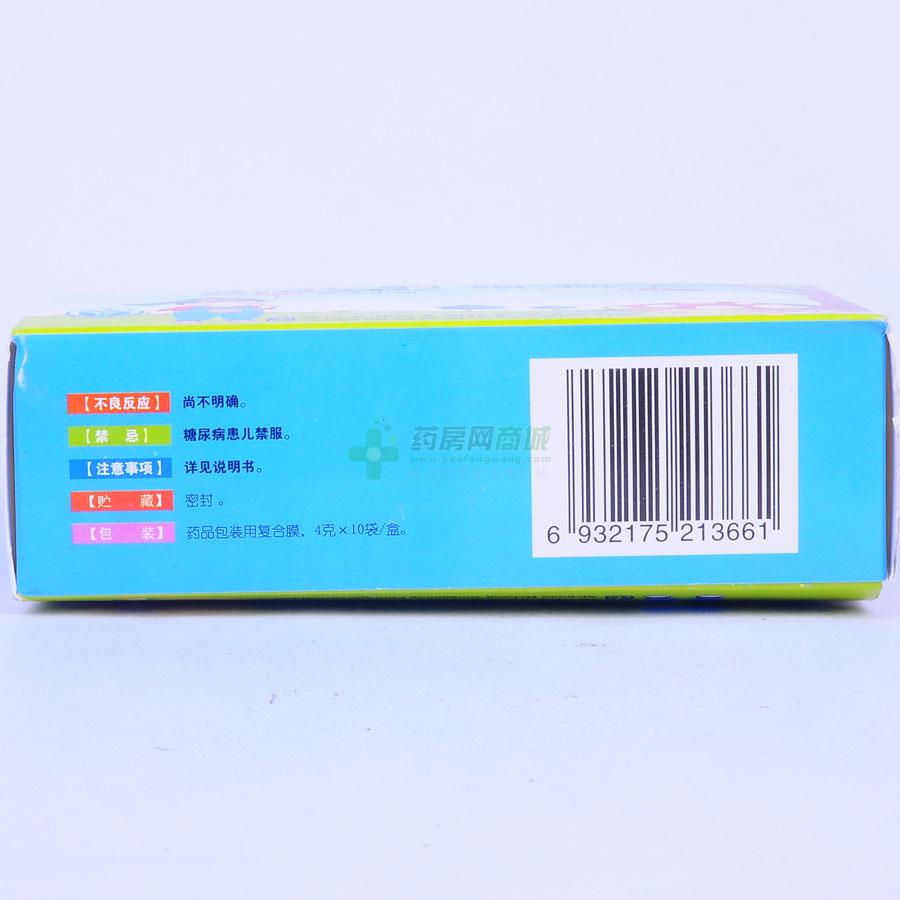 【不良反应】 尚不明确。
【禁 忌】 糖尿病患儿禁服。
【注意事项】 详见说明书。
【贮 藏】 密封。
【包 装】 药品包装用复合膜，4克×10袋/盒。
药房网商城
www.yaofangwang.com
站
6 932175 213661